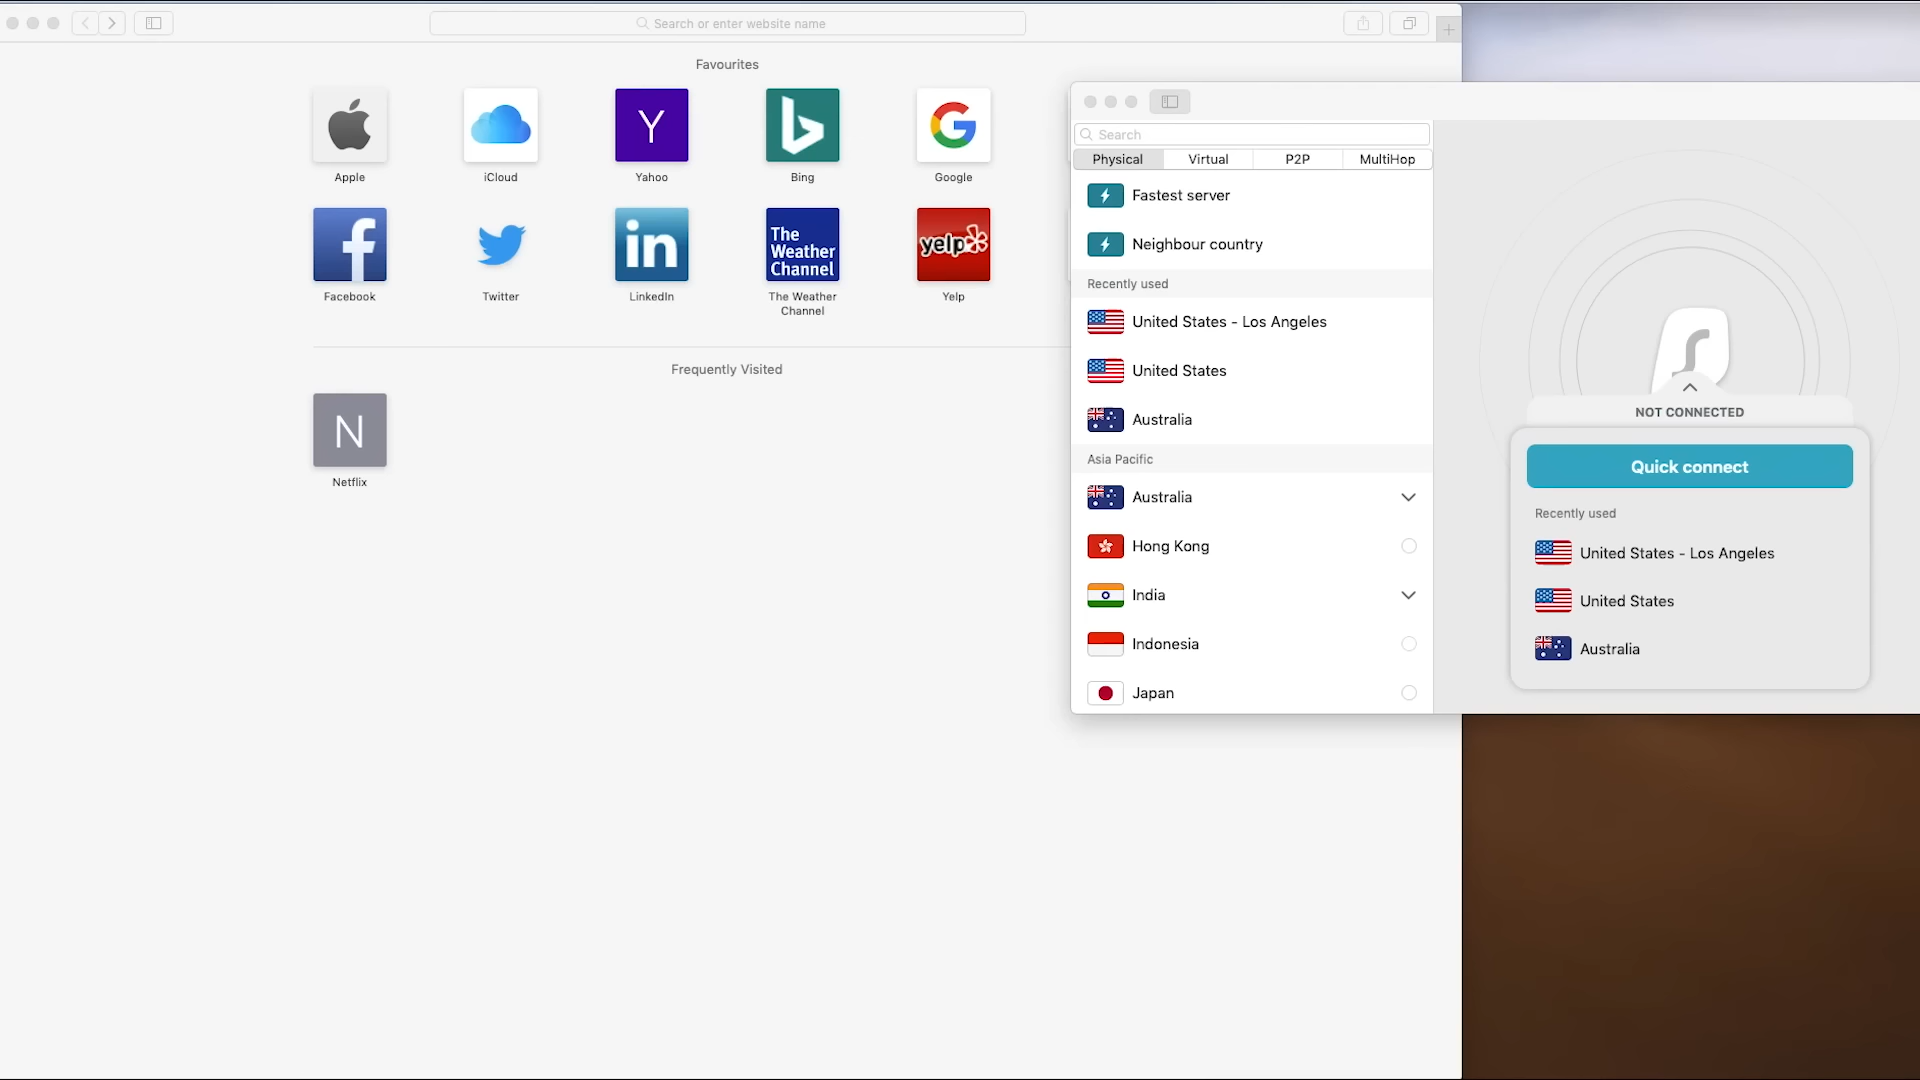 Search or enter website name
Favourites
Y
G
Apple
iCloud
Yahoo
Bing
Google
f
in
The
Weather
Channel
yelp
Facebook
Twitter
LinkedIn
The Weather
Channel
Yelp
Frequently Visited
N
Netflix
Search
Physical
Virtual
P2P
MultiHop
Fastest server
Neighbour country
Recently used
United States - Los Angeles
United States
Australia
Asia Pacific
Australia
Hong Kong
India
Indonesia
Japan
NOT CONNECTED
Quick connect
Recently used
United States - Los Angeles
United States
Australia